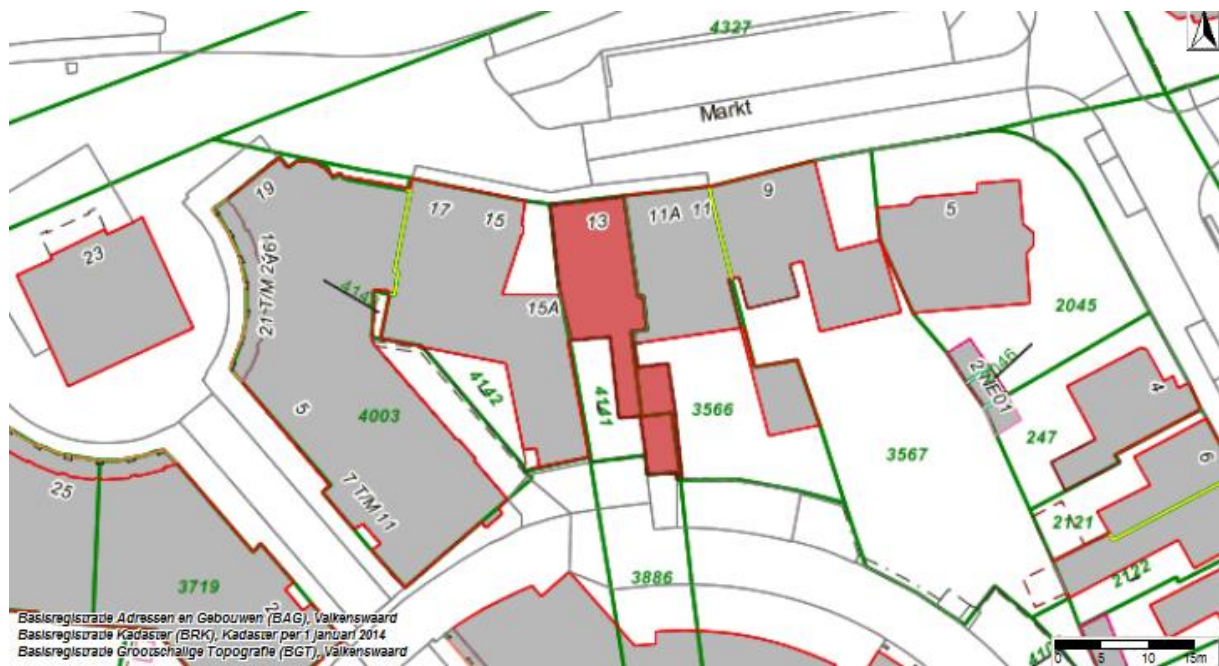 4327
Markt
19
17
15
13
11A
11
9
5
23
19A
21 T/M 27
15A
2045
2-NE01
4
4142
4141
4003
3566
247
3567
5
6
25
7 T/M 11
2121
2122
3719
3886
Basisregistratie Adressen en Gebouwen (BAG), Valkenswaard
Basisregistratie Kadaster (BRK), Kadaster per 1 januari 2014
Basisregistratie Grootschalige Topografie (BGT), Valkenswaard
0 5 10 15m